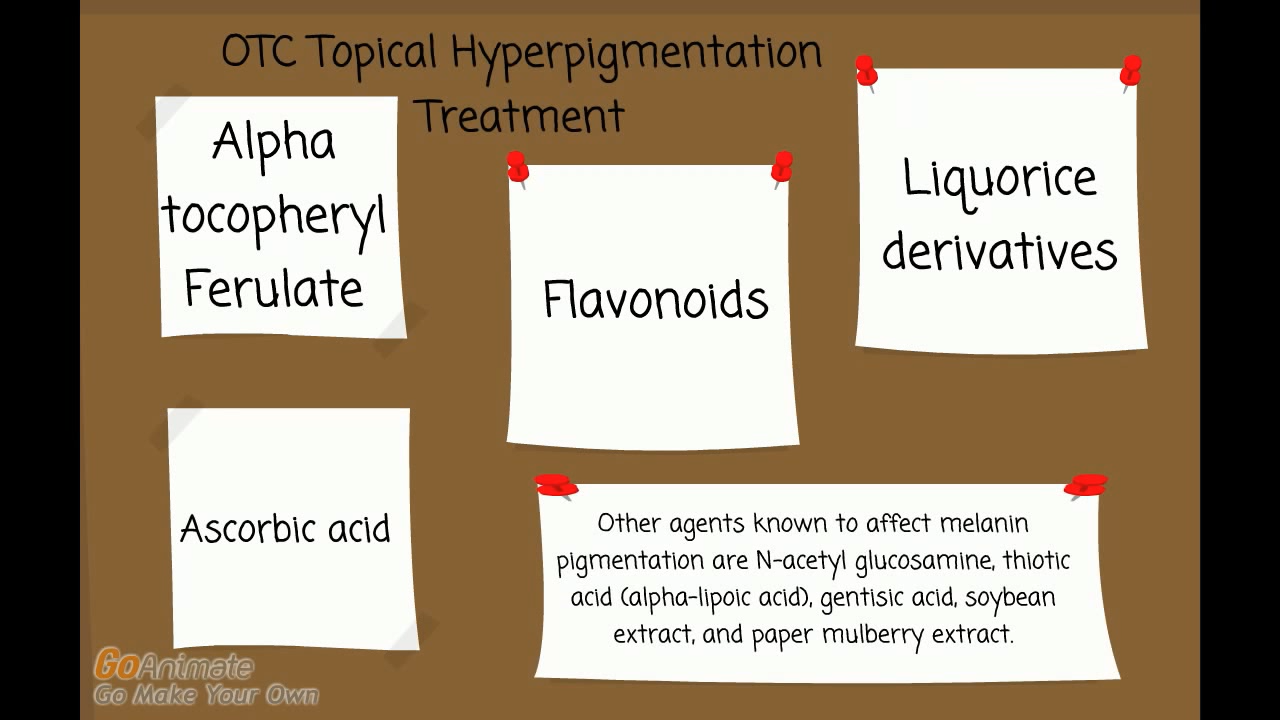 OTC Topical Hyperpigmentation
Treatment
Alpha
tocopheryl
Ferulate
Flavonoids
Liquorice
derivatives
Ascorbic acid
Other agents known to affect melanin
pigmentation are N-acetyl glucosamine, thiotic
acid (alpha-lipoic acid), gentisic acid, soybean
extract, and paper mulberry extract.
GoAnimate
Go Make Your Own